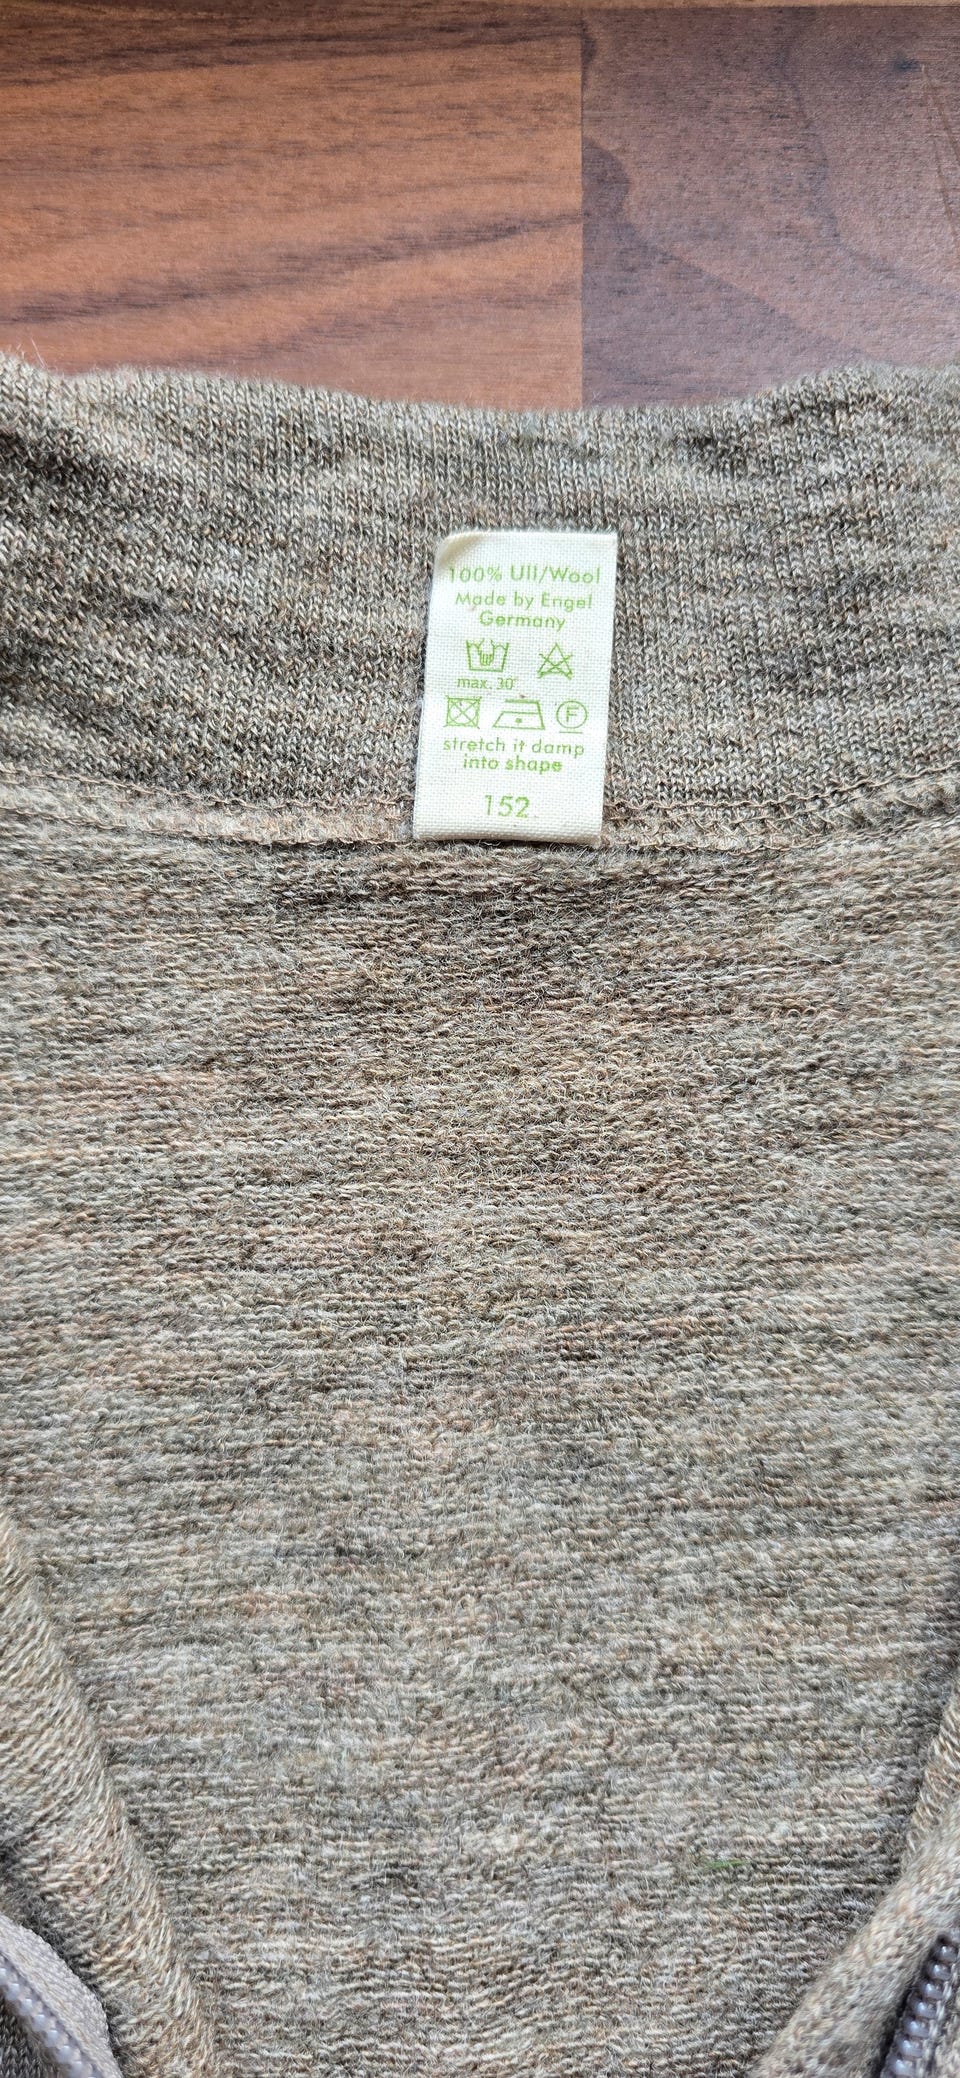 100% Ull/Wool
Made by Engel
Germany
max. 30°
F
stretch it damp
into shape
152